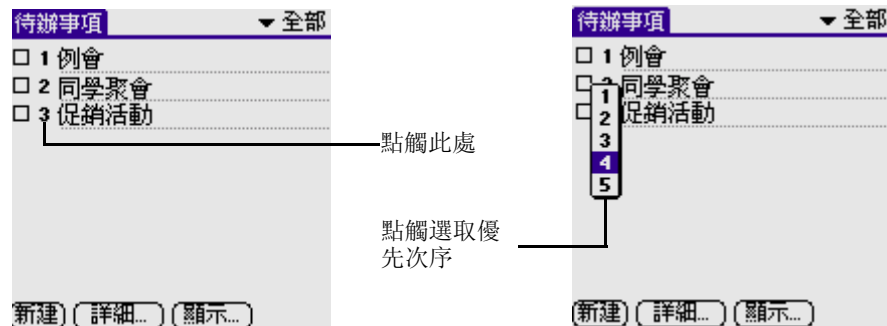 待辦事項 全部
1 例會
2 同學聚會
3 促銷活動
新建 詳細... 顯示...
點觸此處
點觸選取優
先次序
待辦事項 全部
1 例會
同學聚會
促銷活動
1
2
3
4
5
新建 詳細... 顯示...